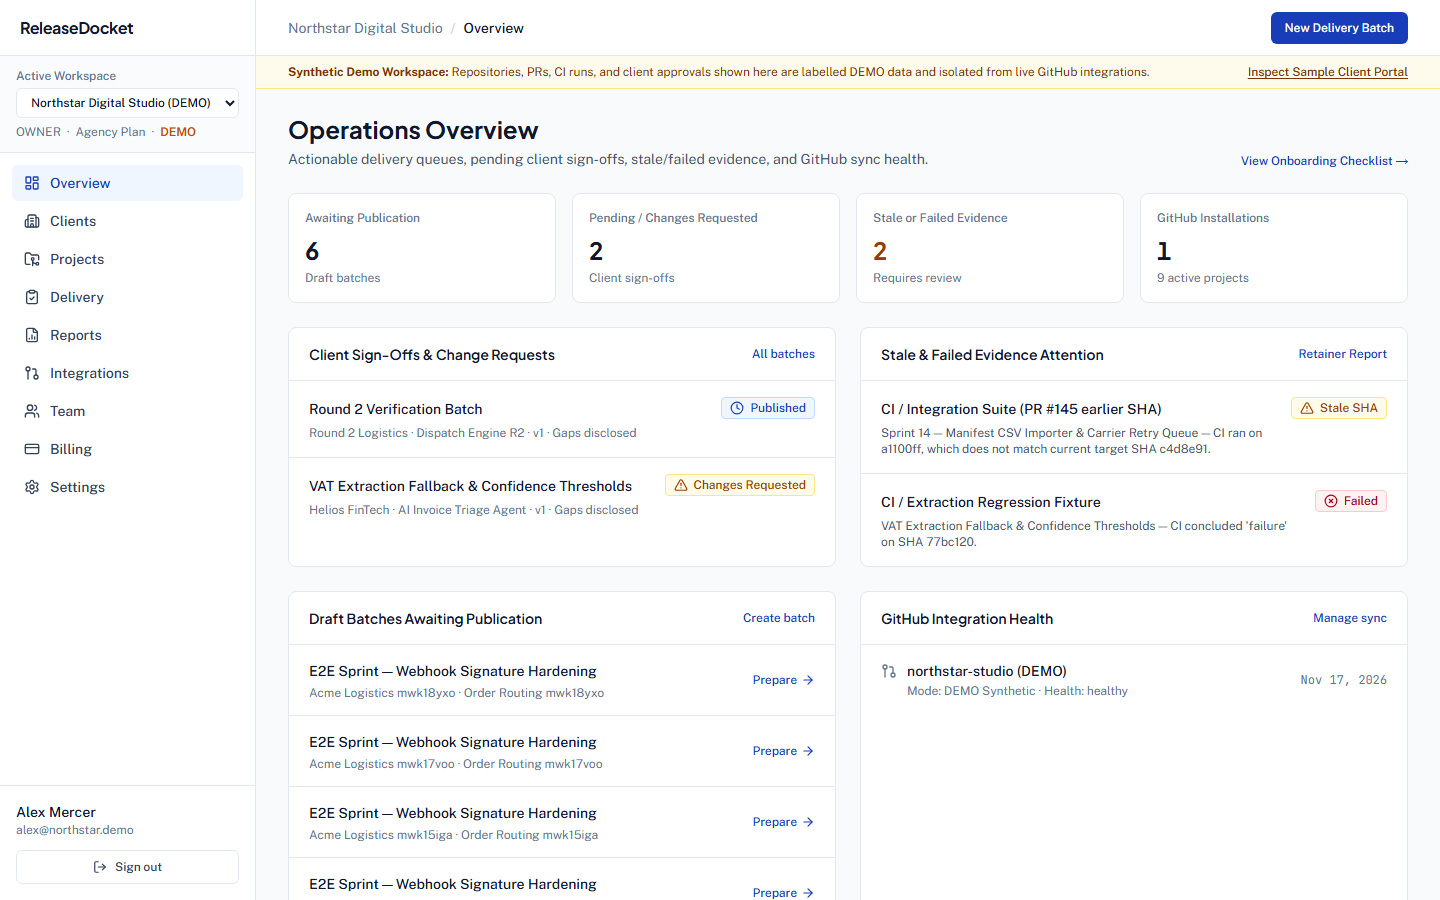 ReleaseDocket
Active Workspace
Northstar Digital Studio (DEMO)
OWNER · Agency Plan · DEMO
Overview
Clients
Projects
Delivery
Reports
Integrations
Team
Billing
Settings
Alex Mercer
alex@northstar.demo
Sign out
Northstar Digital Studio / Overview
New Delivery Batch
Synthetic Demo Workspace: Repositories, PRs, CI runs, and client approvals shown here are labelled DEMO data and isolated from live GitHub integrations.
Inspect Sample Client Portal
Operations Overview
Actionable delivery queues, pending client sign-offs, stale/failed evidence, and GitHub sync health.
View Onboarding Checklist →
Awaiting Publication
6
Draft batches
Pending / Changes Requested
2
Client sign-offs
Stale or Failed Evidence
2
Requires review
GitHub Installations
1
9 active projects
Client Sign-Offs & Change Requests
All batches
Round 2 Verification Batch
Published
Round 2 Logistics · Dispatch Engine R2 · v1 · Gaps disclosed
VAT Extraction Fallback & Confidence Thresholds
Changes Requested
Helios FinTech · AI Invoice Triage Agent · v1 · Gaps disclosed
Stale & Failed Evidence Attention
Retainer Report
CI / Integration Suite (PR #145 earlier SHA)
Stale SHA
Sprint 14 — Manifest CSV Importer & Carrier Retry Queue — CI ran on
a1100ff, which does not match current target SHA c4d8e91.
CI / Extraction Regression Fixture
Failed
VAT Extraction Fallback & Confidence Thresholds — CI concluded 'failure'
on SHA 77bc120.
Draft Batches Awaiting Publication
Create batch
E2E Sprint — Webhook Signature Hardening
Acme Logistics mwk18yxo · Order Routing mwk18yxo
Prepare →
E2E Sprint — Webhook Signature Hardening
Acme Logistics mwk17voo · Order Routing mwk17voo
Prepare →
E2E Sprint — Webhook Signature Hardening
Acme Logistics mwk15iga · Order Routing mwk15iga
Prepare →
E2E Sprint — Webhook Signature Hardening
Prepare →
GitHub Integration Health
Manage sync
northstar-studio (DEMO)
Mode: DEMO Synthetic · Health: healthy
Nov 17, 2026